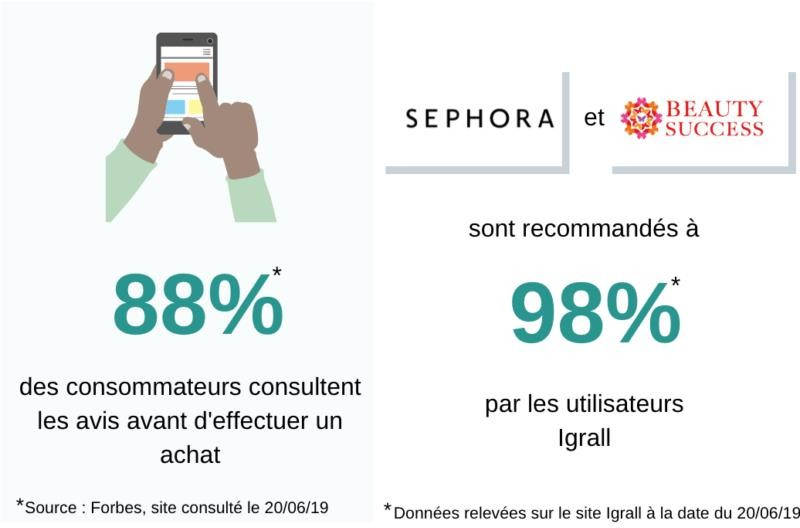 88%*
des consommateurs consultent
les avis avant d'effectuer un
achat
*Source : Forbes, site consulté le 20/06/19
SEPHORA et BEAUTY
SUCCESS
sont recommandés à
98%*
par les utilisateurs
Igrall
*Données relevées sur le site Igrall à la date du 20/06/19